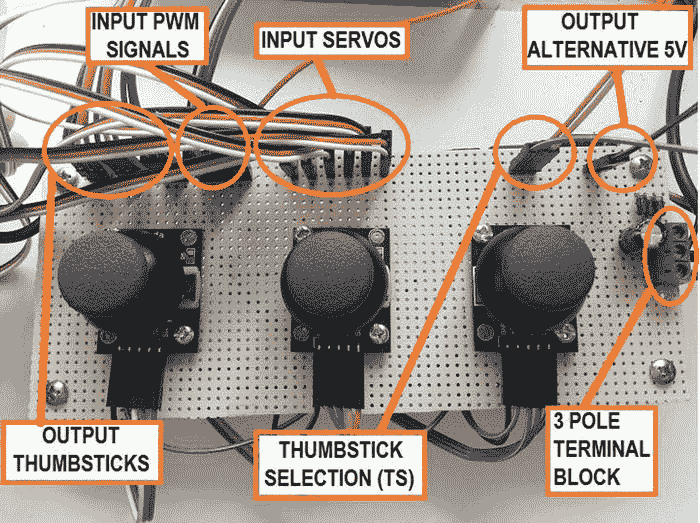 INPUT PWM
SIGNALS
INPUT SERVOS
OUTPUT
ALTERNATIVE 5V
OUTPUT
THUMBSTICKS
THUMBSTICK
SELECTION (TS)
3 POLE
TERMINAL
BLOCK